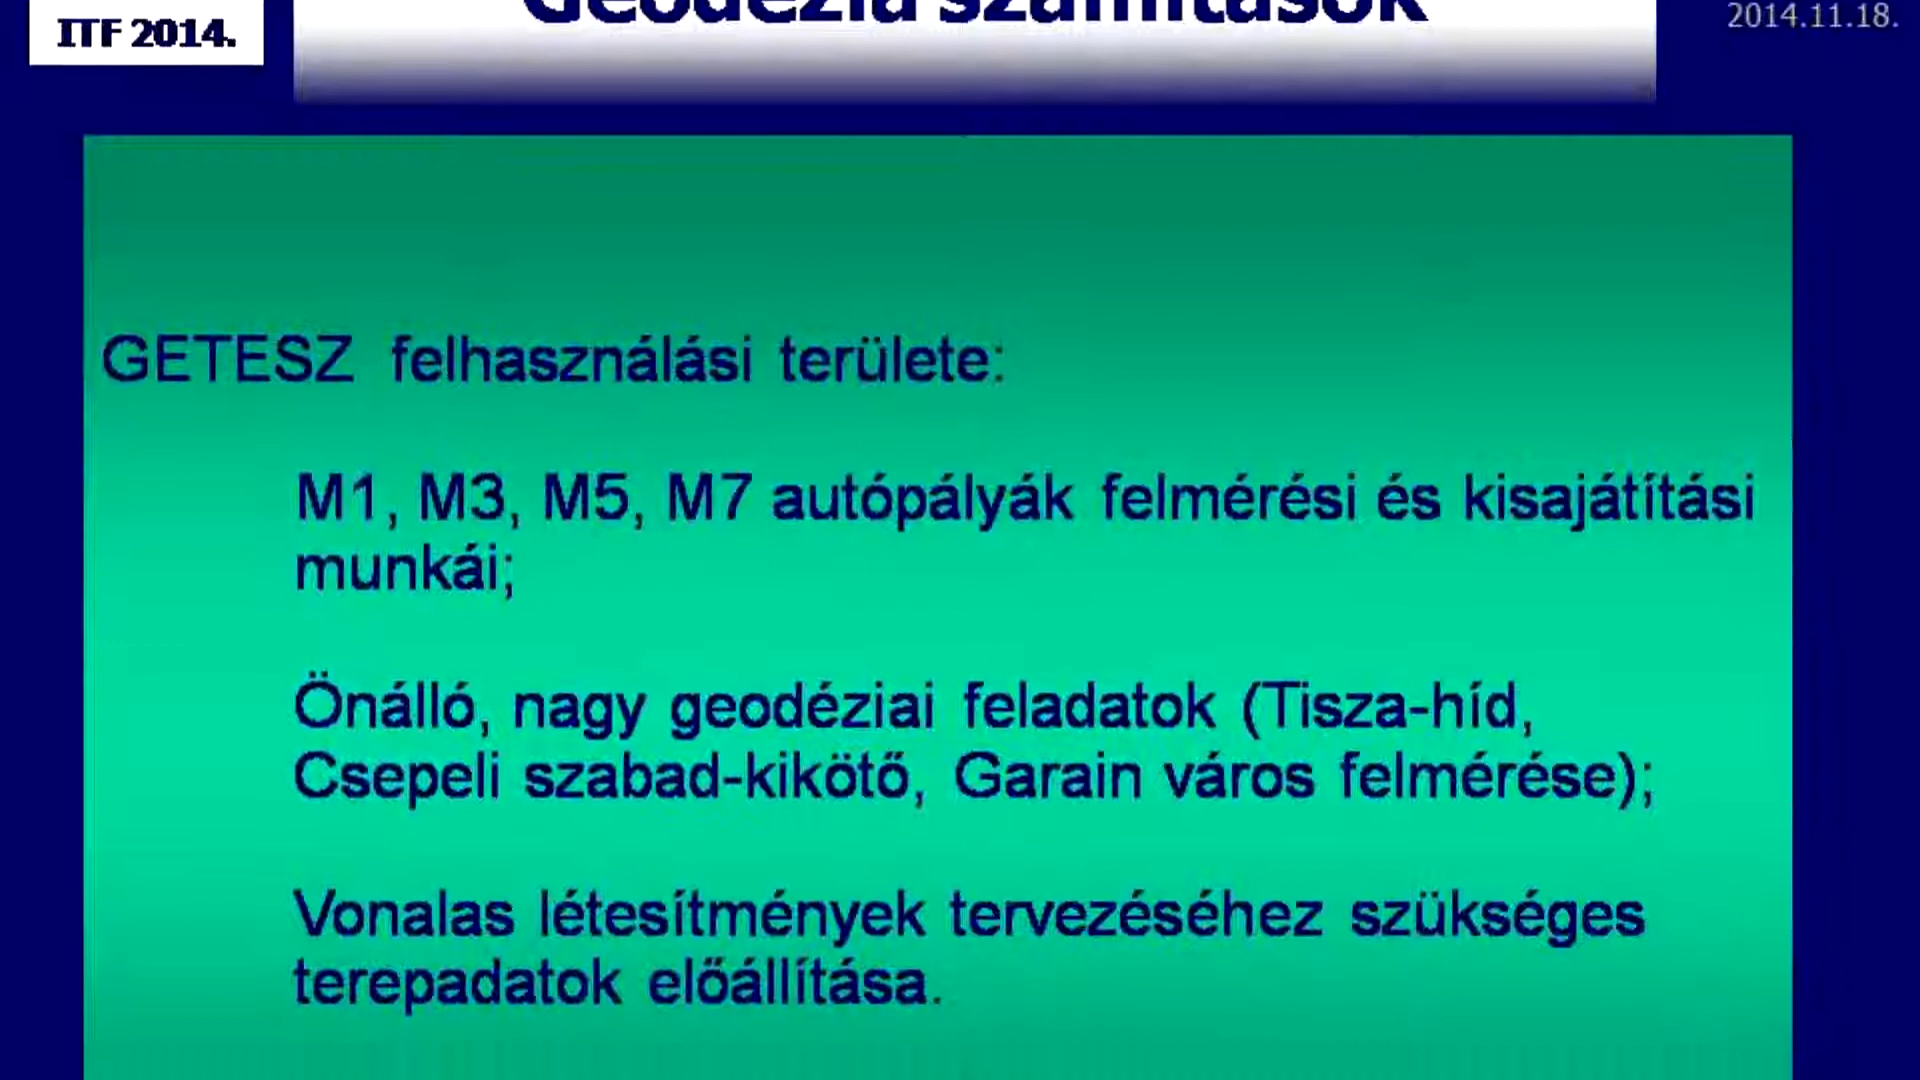 Geodézia számítások
ITF 2014.
2014.11.18.
GETESZ felhasználási területe:
M1, M3, M5, M7 autópályák felmérési és kisajátítási
munkái;
Önálló, nagy geodéziai feladatok (Tisza-híd,
Csepeli szabad-kikötő, Garain város felmérése);
Vonalas létesítmények tervezéséhez szükséges
terepadatok előállítása.